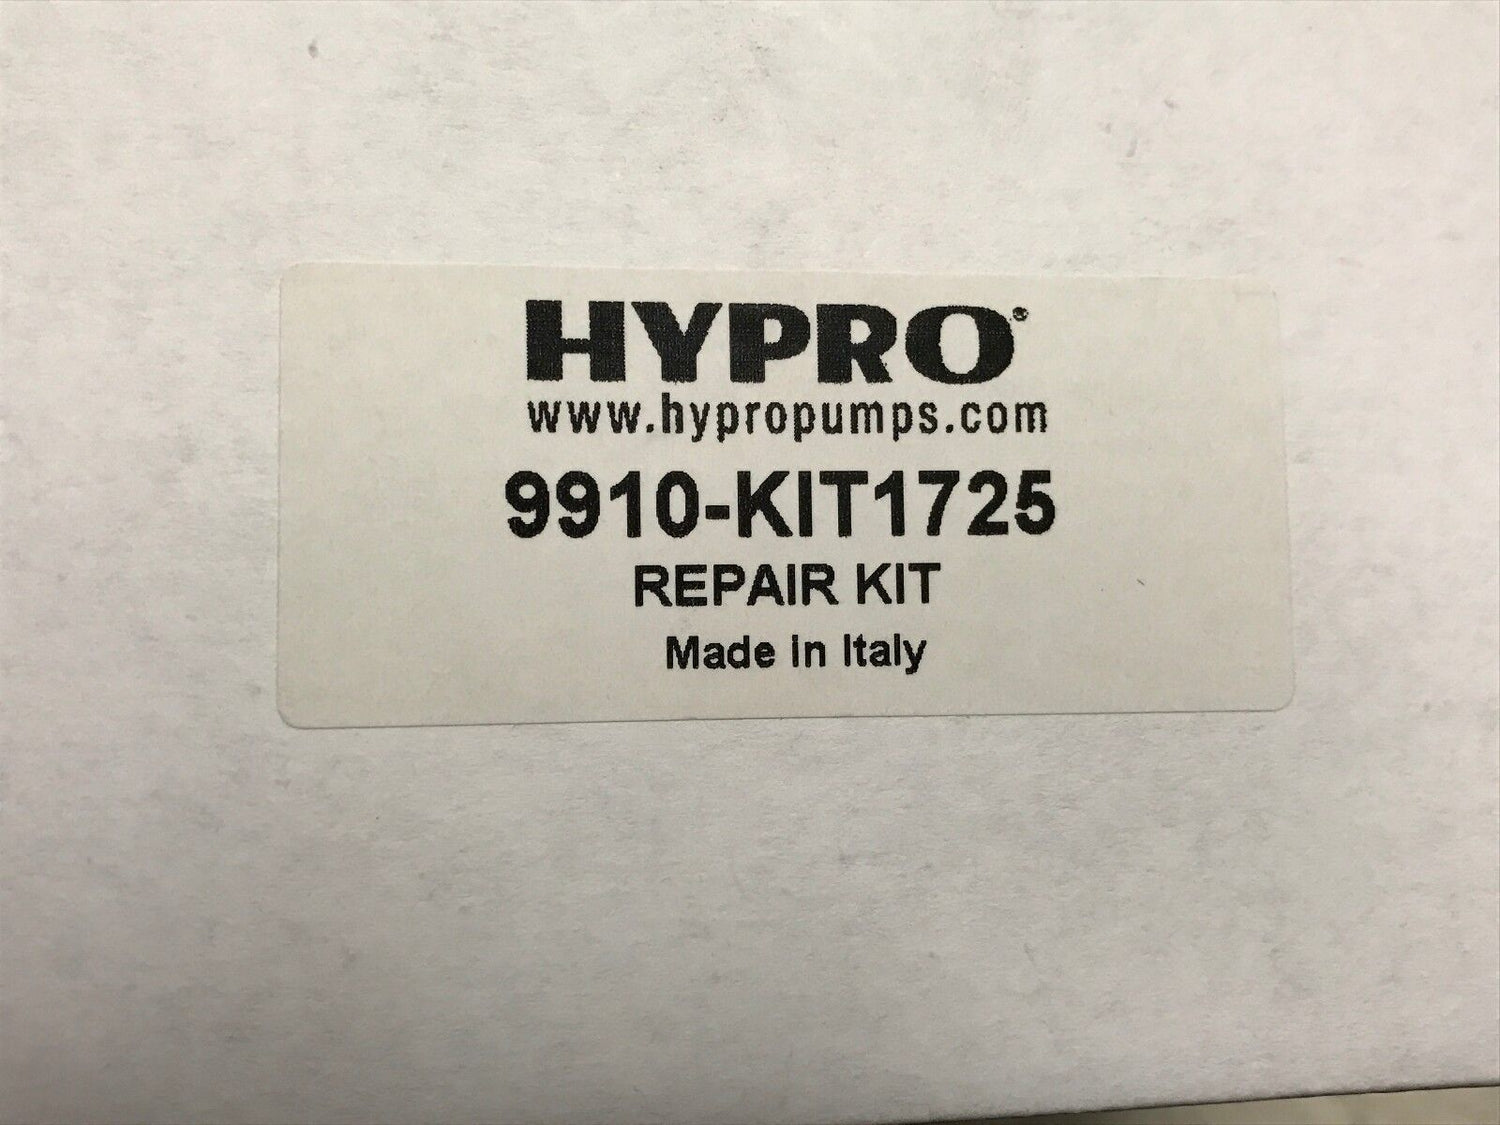 HYPRO®
www.hypropumps.com
9910-KIT1725
REPAIR KIT
Made in Italy